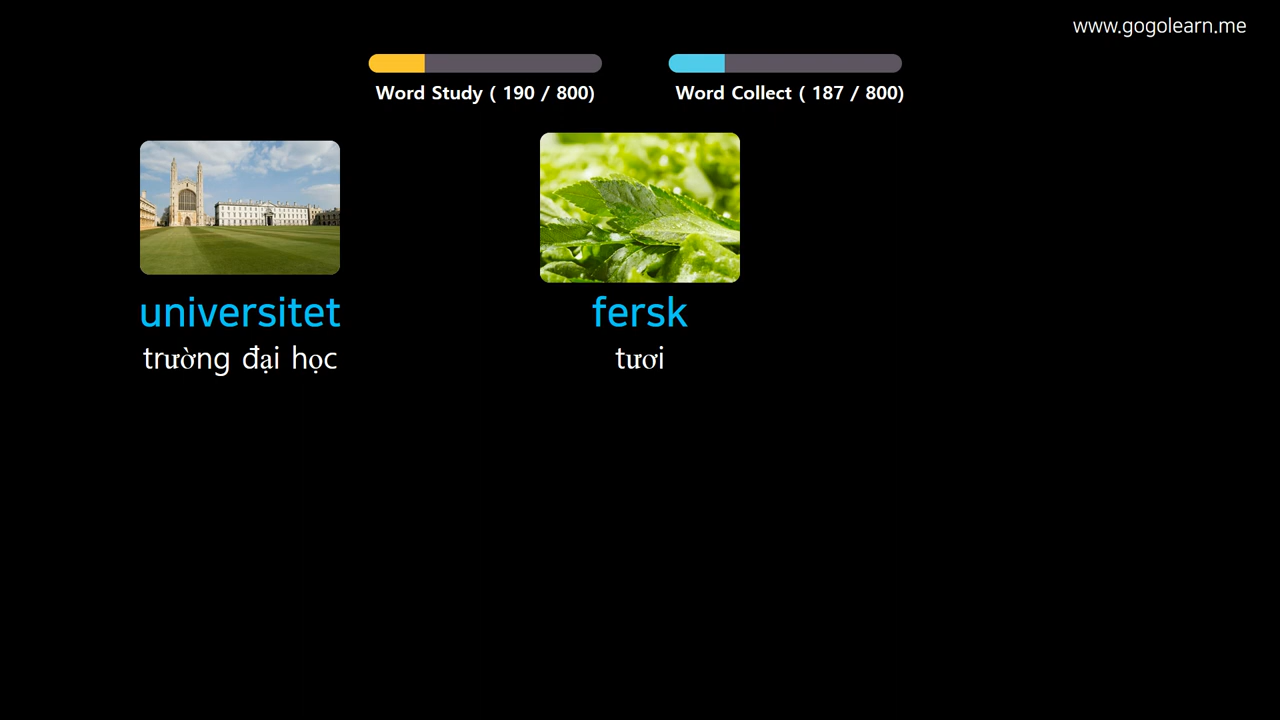 www.gogolearn.me
Word Study ( 190 / 800)
Word Collect ( 187 / 800)
universitet
trường đại học
fersk
tươi